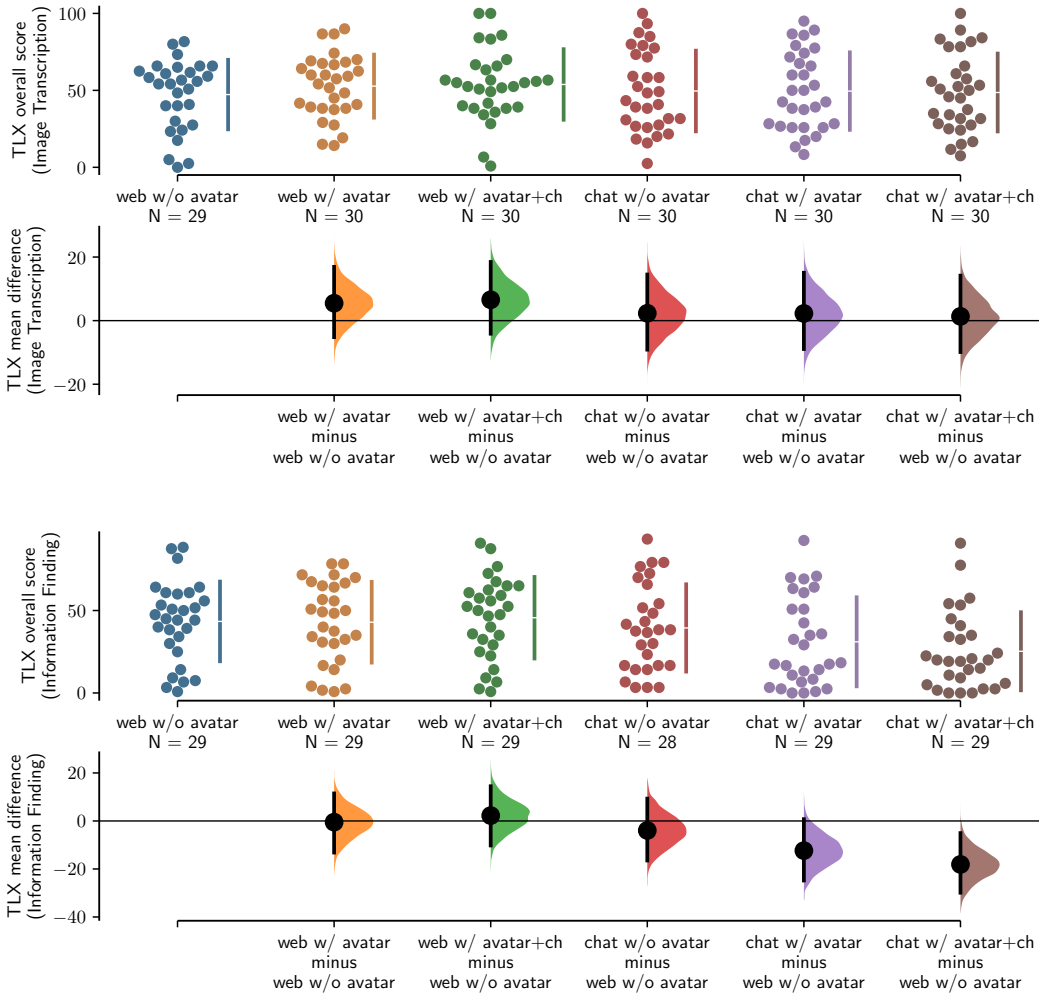 TLX overall score
(Image Transcription)
100
50
0
web w/o avatar
N = 29
web w/ avatar
N = 30
web w/ avatar+ch
N = 30
chat w/o avatar
N = 30
chat w/ avatar
N = 30
chat w/ avatar+ch
N = 30
TLX mean difference
(Image Transcription)
20
0
−20
web w/ avatar
minus
web w/o avatar
web w/ avatar+ch
minus
web w/o avatar
chat w/o avatar
minus
web w/o avatar
chat w/ avatar
minus
web w/o avatar
chat w/ avatar+ch
minus
web w/o avatar
TLX overall score
(Information Finding)
50
0
web w/o avatar
N = 29
web w/ avatar
N = 29
web w/ avatar+ch
N = 29
chat w/o avatar
N = 28
chat w/ avatar
N = 29
chat w/ avatar+ch
N = 29
TLX mean difference
(Information Finding)
20
0
−20
−40
web w/ avatar
minus
web w/o avatar
web w/ avatar+ch
minus
web w/o avatar
chat w/o avatar
minus
web w/o avatar
chat w/ avatar
minus
web w/o avatar
chat w/ avatar+ch
minus
web w/o avatar